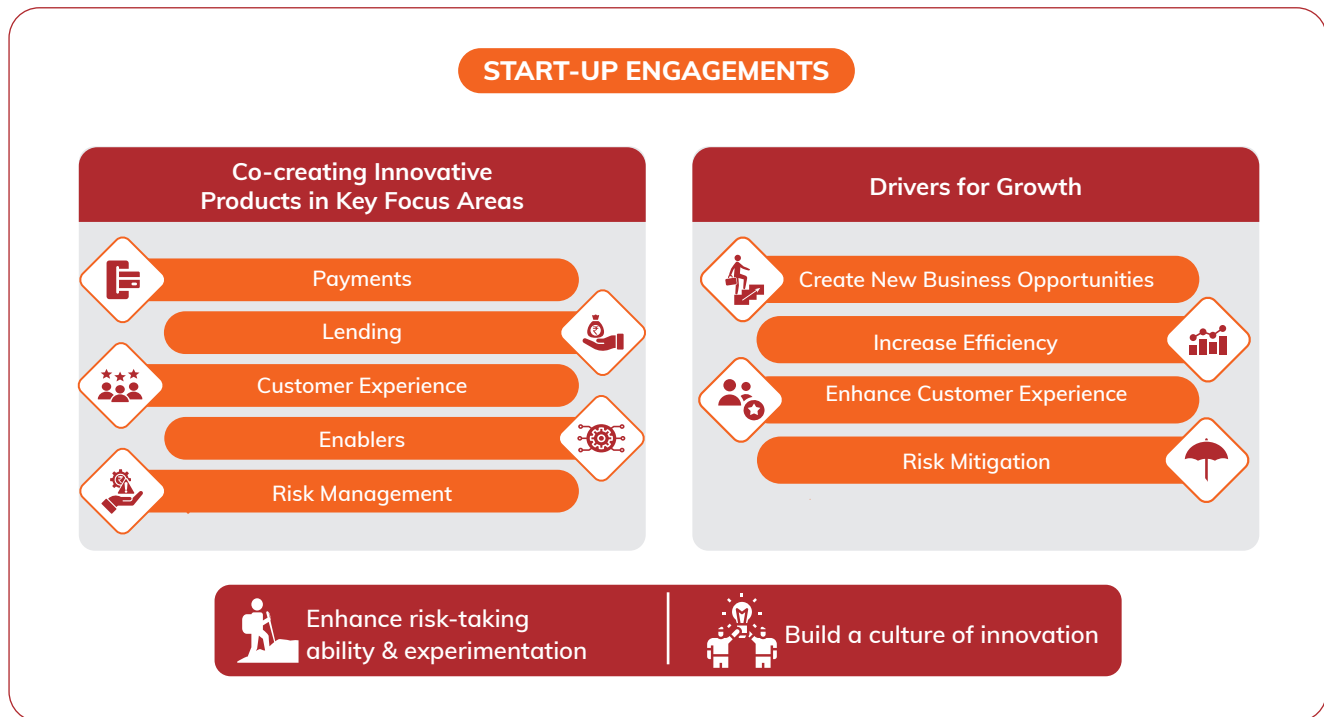 START-UP ENGAGEMENTS
Co-creating Innovative
Products in Key Focus Areas
Payments
Lending
Customer Experience
Enablers
Risk Management
Drivers for Growth
Create New Business Opportunities
Increase Efficiency
Enhance Customer Experience
Risk Mitigation
Enhance risk-taking
ability & experimentation
Build a culture of innovation